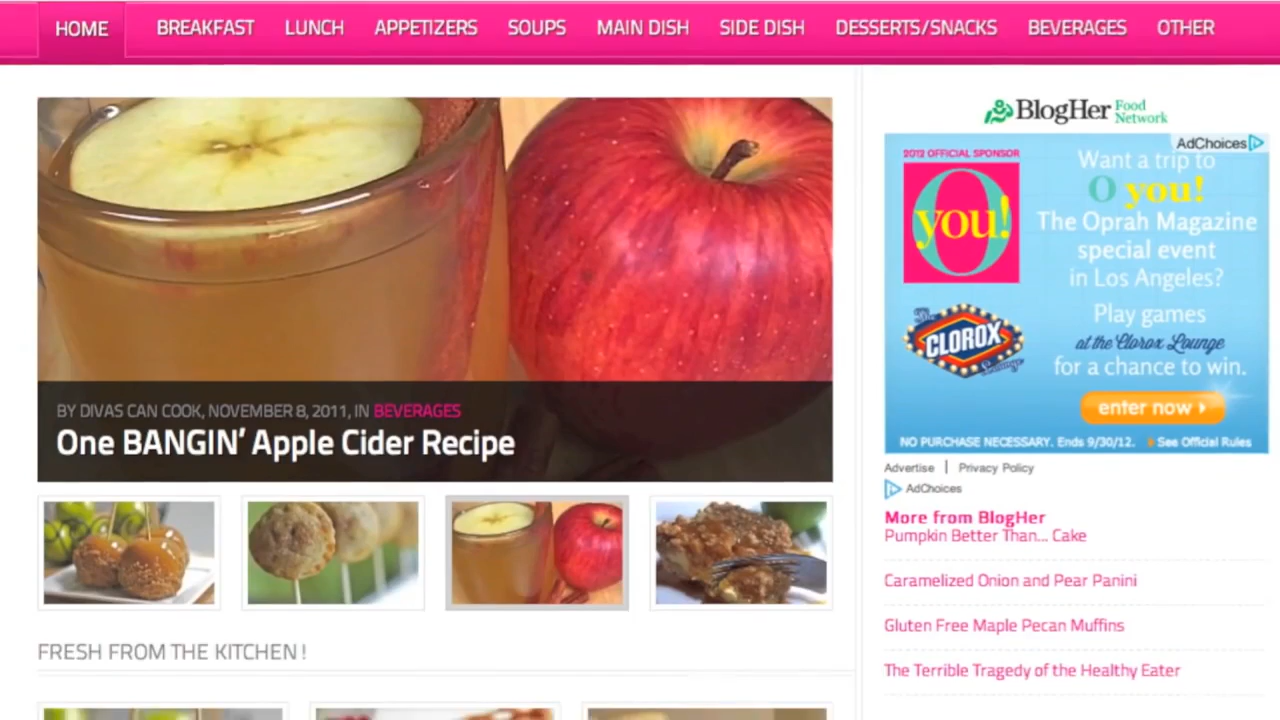 HOME BREAKFAST LUNCH APPETIZERS SOUPS MAIN DISH SIDE DISH DESSERTS/SNACKS BEVERAGES OTHER
BY DIVAS CAN COOK, NOVEMBER 8, 2011, IN BEVERAGES
One BANGIN' Apple Cider Recipe
FRESH FROM THE KITCHEN !
BlogHer Food
Network
AdChoices
2012 OFFICIAL SPONSOR
O
you!
Want a trip to
O you!
The Oprah Magazine
special event
in Los Angeles?
The
CLOROX
Lounge
Play games
at the Clorox Lounge
for a chance to win.
enter now
NO PURCHASE NECESSARY. Ends 9/30/12. See Official Rules
Advertise | Privacy Policy
AdChoices
More from BlogHer
Pumpkin Better Than... Cake
Caramelized Onion and Pear Panini
Gluten Free Maple Pecan Muffins
The Terrible Tragedy of the Healthy Eater